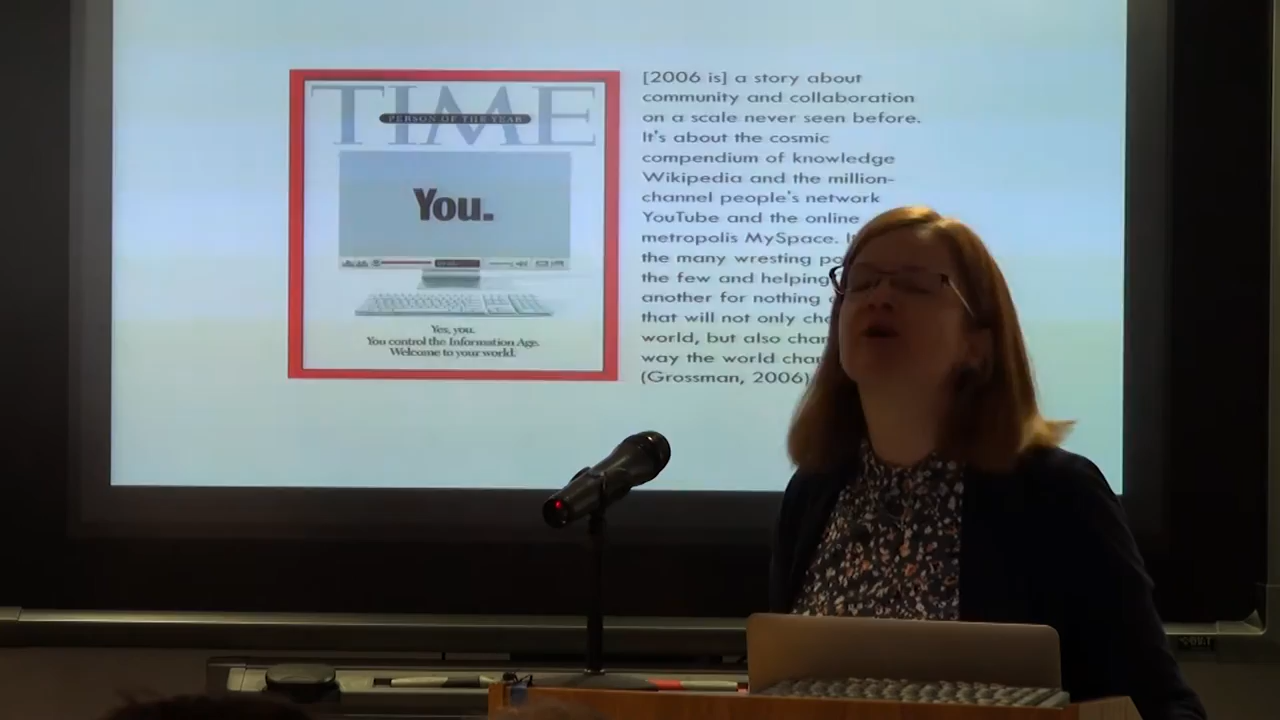 TIME
PERSON OF THE YEAR
You.
Yes, you.
You control the Information Age.
Welcome to your world.
[2006 is] a story about
community and collaboration
on a scale never seen before.
It's about the cosmic
compendium of knowledge
Wikipedia and the million-
channel people's network
YouTube and the online
metropolis MySpace.
the many wresting
the few and helping
another for nothing
that will not only
world, but also
way the world
(Grossman, 2006)